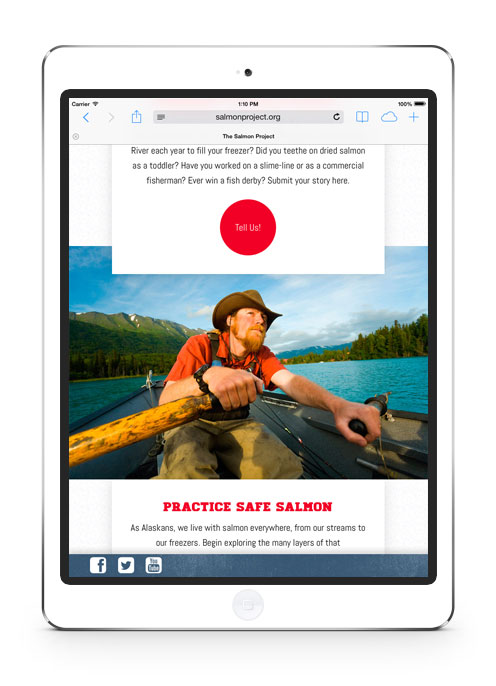 Carrier
1:10 PM
100%
salmonproject.org
The Salmon Project
River each year to fill your freezer? Did you teethe on dried salmon
as a toddler? Have you worked on a slime-line or as a commercial
fisherman? Ever win a fish derby? Submit your story here.
Tell Us!
PRACTICE SAFE SALMON
As Alaskans, we live with salmon everywhere, from our streams to
our freezers. Begin exploring the many layers of that
f
You
Tube